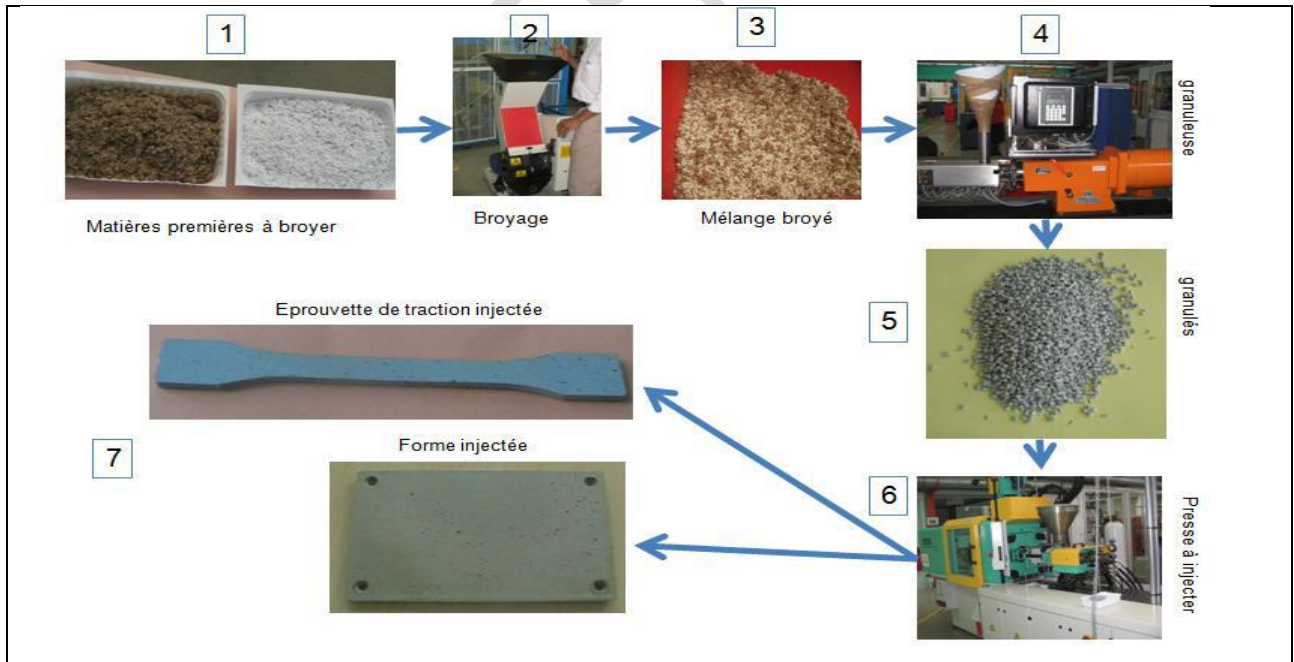 1
2
3
4
Matières premières à broyer
Broyage
Mélange broyé
granuleuse
5
granulés
Eprouvette de traction injectée
7
Forme injectée
6
Presse à injecter